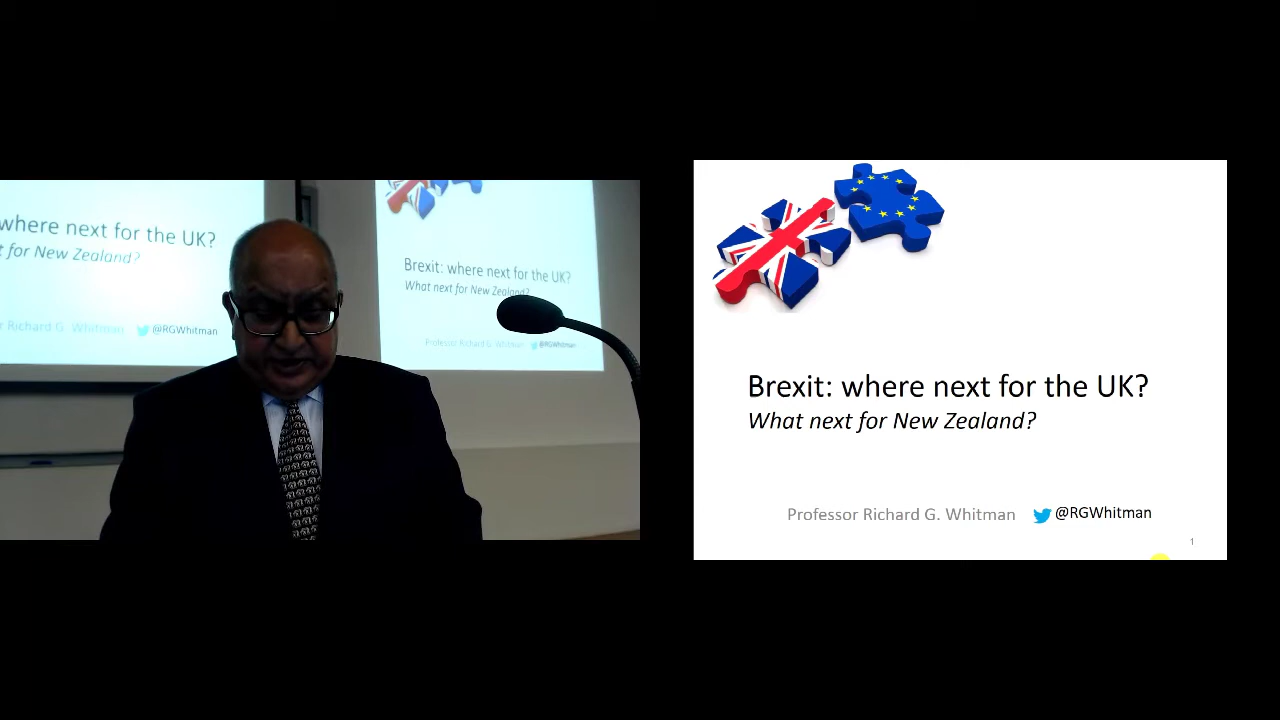 where next for the UK?
t for New Zealand?
r Richard G. Whitman @RGWhitman
Brexit: where next for the UK?
What next for New Zealand?
Professor Richard G. Whitman @RGWhitman
Brexit: where next for the UK?
What next for New Zealand?
Professor Richard G. Whitman @RGWhitman
1